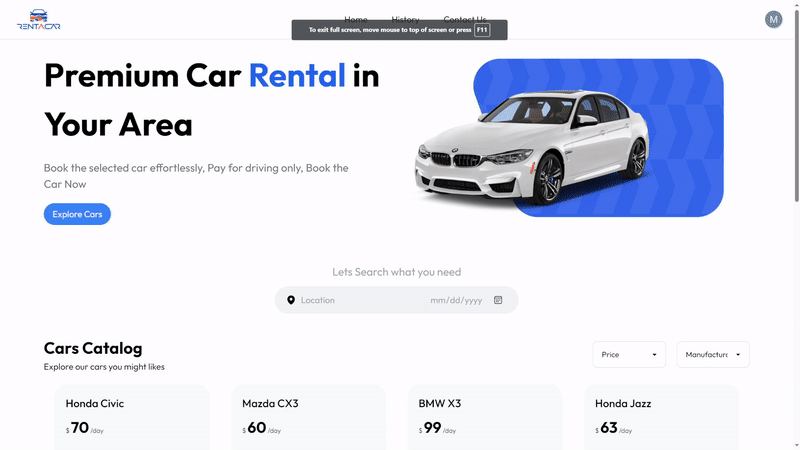 RENTACAR
Home History Contact Us
M
To exit full screen, move mouse to top of screen or press F11
Premium Car Rental in
Your Area
Book the selected car effortlessly, Pay for driving only, Book the
Car Now
Explore Cars
Lets Search what you need
Location mm/dd/yyyy
Cars Catalog
Explore our cars you might likes
Price
Manufactur
Honda Civic
$ 70 /day
Mazda CX3
$ 60 /day
BMW X3
$ 99 /day
Honda Jazz
$ 63 /day